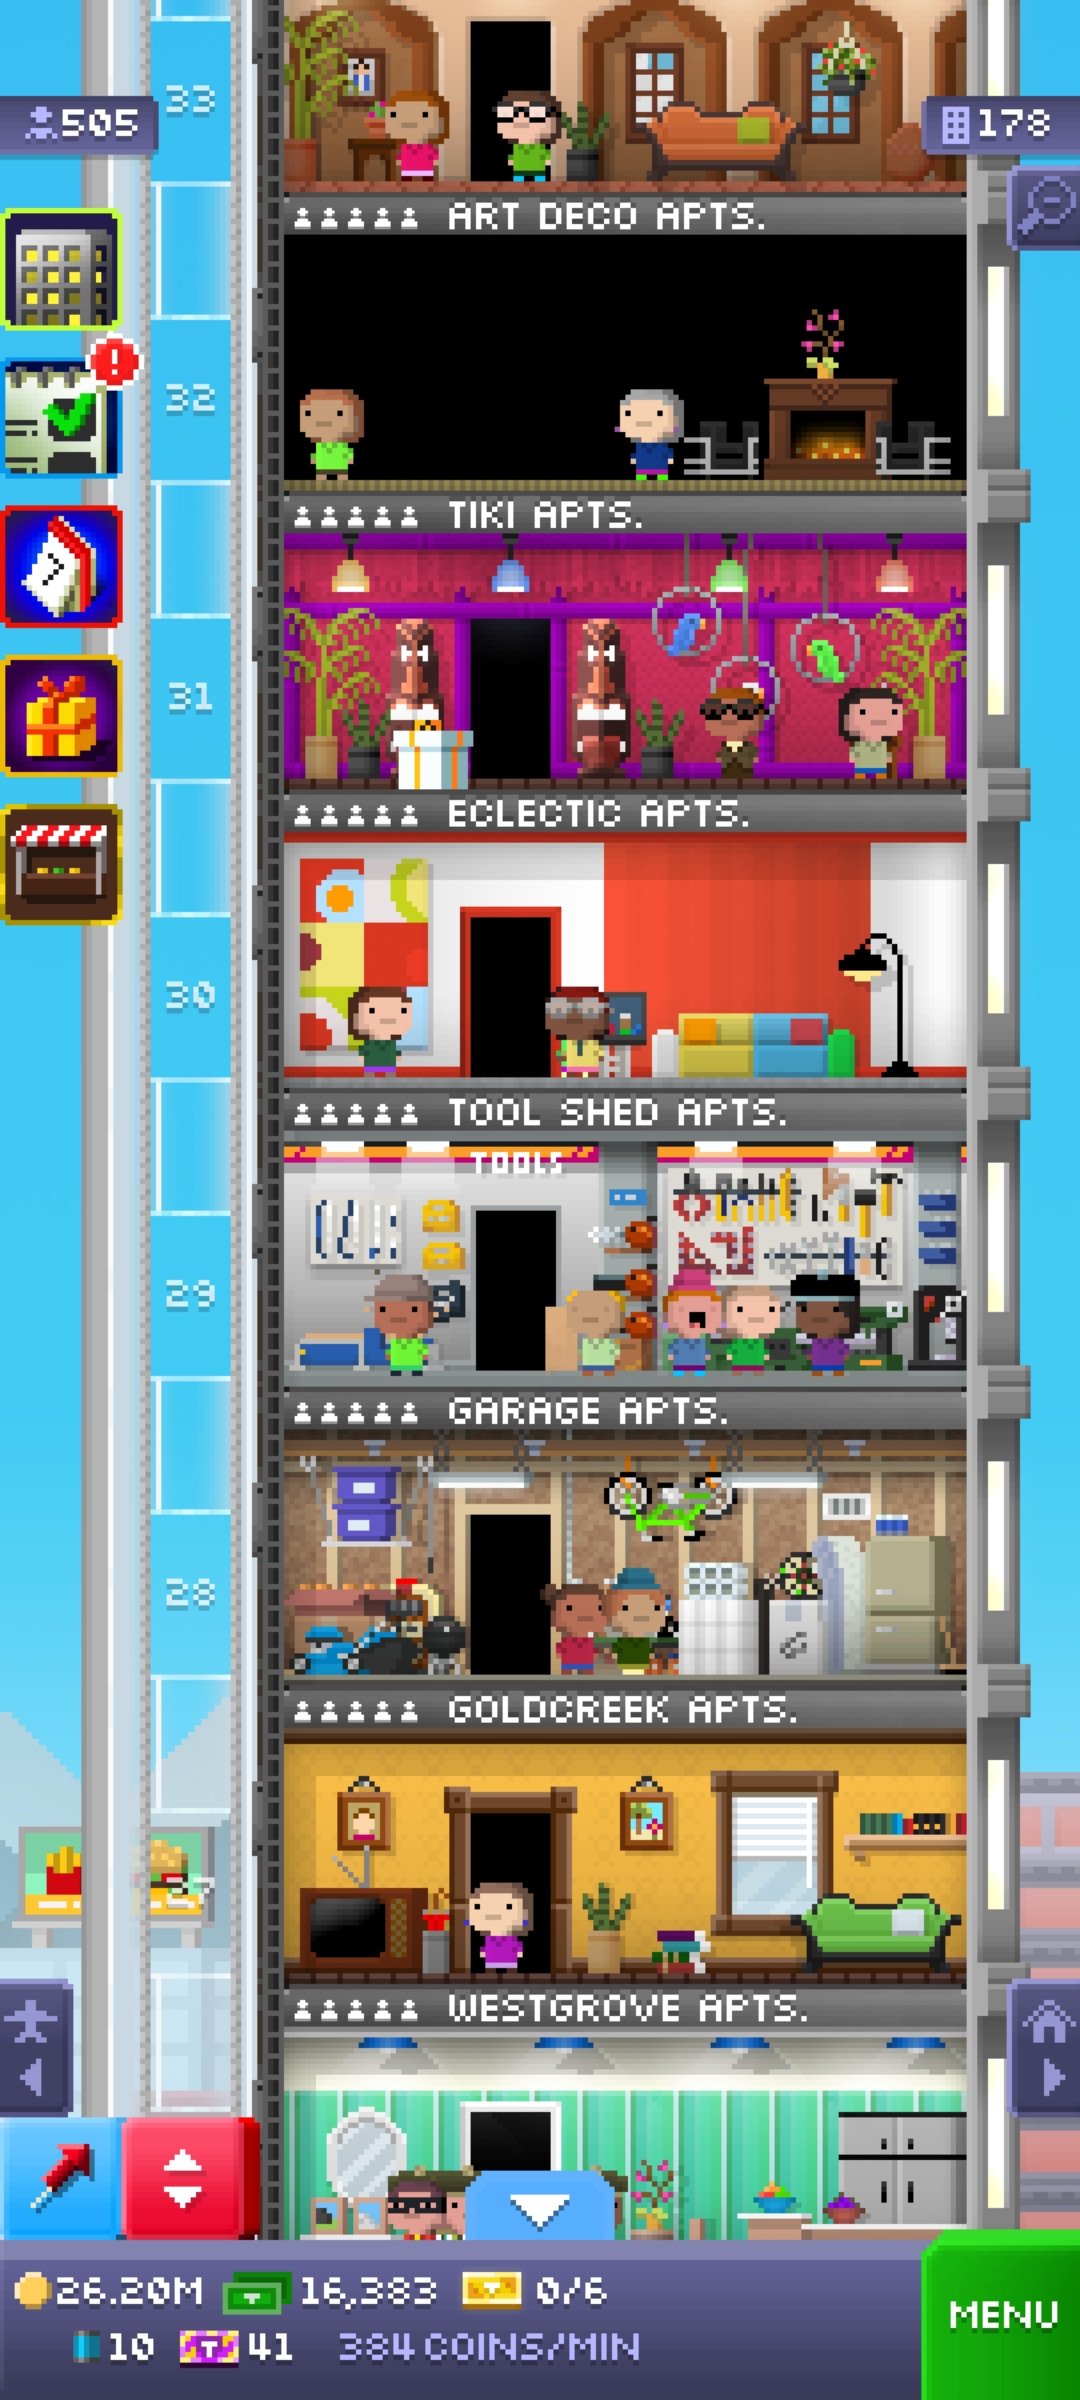 33
505
178
ART DECO APTS.
32
TIKI APTS.
31
ECLECTIC APTS.
30
TOOL SHED APTS.
TOOLS
29
GARAGE APTS.
28
GOLDCREEK APTS.
WESTGROVE APTS.
26.20M 16,383 0/6
MENU
10 T 41 384 COINS/MIN